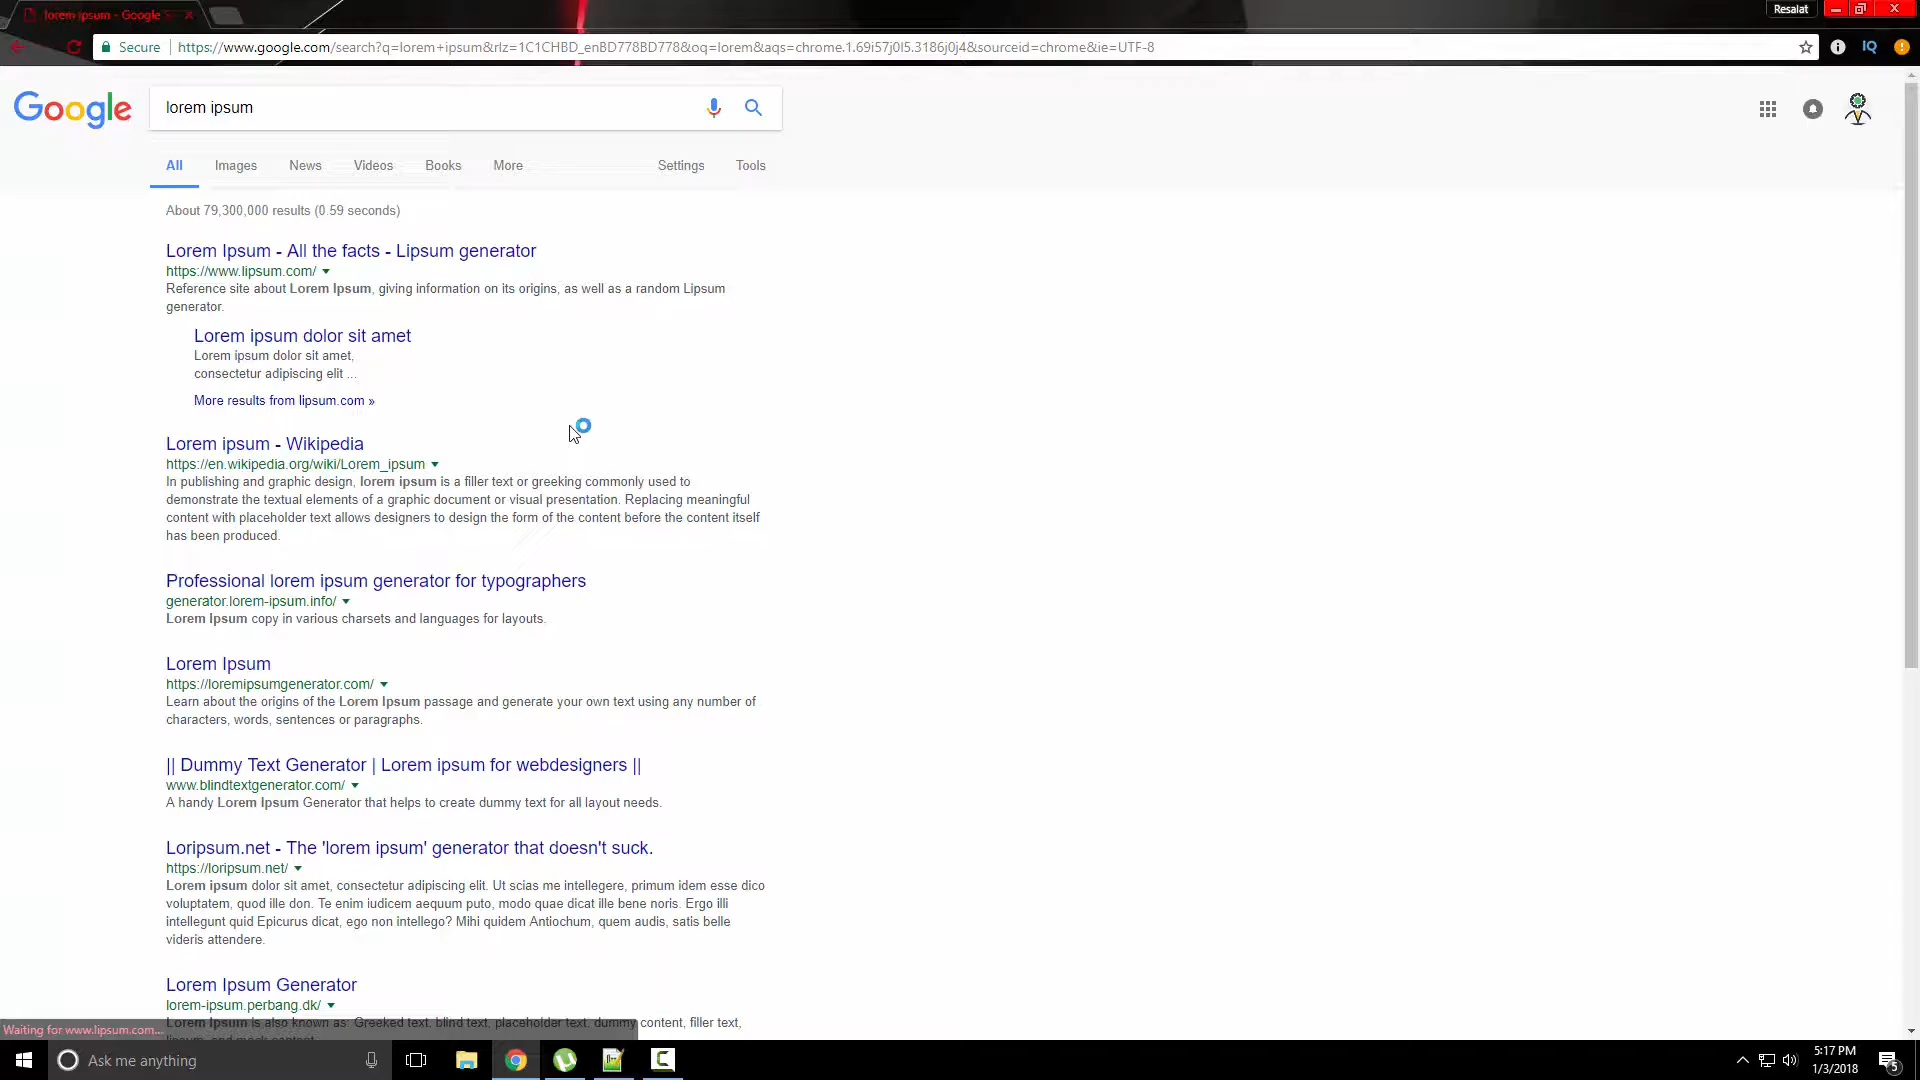 lorem ipsum - Google
Resalat
Secure
https://www.google.com/search?q=lorem+ipsum&rlz=1C1CHBD_enBD778BD778&oq=lorem&aqs=chrome.1.69i57j0l5.3186j0j4&sourceid=chrome&ie=UTF-8
IQ
Google
lorem ipsum
All Images News Videos Books More Settings Tools
About 79,300,000 results (0.59 seconds)
Lorem Ipsum - All the facts - Lipsum generator
https://www.lipsum.com/
Reference site about Lorem Ipsum, giving information on its origins, as well as a random Lipsum
generator.
Lorem ipsum dolor sit amet
Lorem ipsum dolor sit amet,
consectetur adipiscing elit ...
More results from lipsum.com »
Lorem ipsum - Wikipedia
https://en.wikipedia.org/wiki/Lorem_ipsum
In publishing and graphic design, lorem ipsum is a filler text or greeking commonly used to
demonstrate the textual elements of a graphic document or visual presentation. Replacing meaningful
content with placeholder text allows designers to design the form of the content before the content itself
has been produced.
Professional lorem ipsum generator for typographers
generator.lorem-ipsum.info/
Lorem Ipsum copy in various charsets and languages for layouts.
Lorem Ipsum
https://loremipsumgenerator.com/
Learn about the origins of the Lorem Ipsum passage and generate your own text using any number of
characters, words, sentences or paragraphs.
|| Dummy Text Generator | Lorem ipsum for webdesigners ||
www.blindtextgenerator.com/
A handy Lorem Ipsum Generator that helps to create dummy text for all layout needs.
Loripsum.net - The 'lorem ipsum' generator that doesn't suck.
https://loripsum.net/
Lorem ipsum dolor sit amet, consectetur adipiscing elit. Ut scias me intellegere, primum idem esse dico
voluptatem, quod ille don. Te enim iudicem aequum puto, modo quae dicat ille bene noris. Ergo illi
intellegunt quid Epicurus dicat, ego non intellego? Mihi quidem Antiochum, quem audis, satis belle
videris attendere.
Lorem Ipsum Generator
lorem-ipsum.perbang.dk/
Lorem Ipsum is also known as: Greeked text, blind text, placeholder text, dummy content, filler text,
Waiting for www.lipsum.com...
Ask me anything
5:17 PM
1/3/2018
5